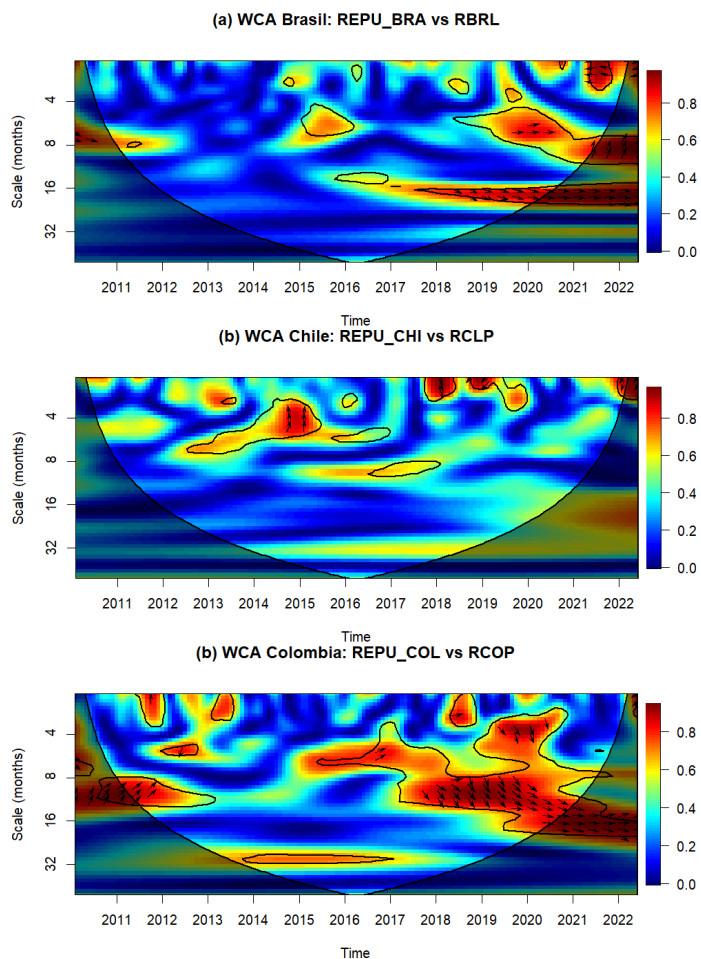 (a) WCA Brasil: REPU_BRA vs RBRL
Scale (months)
4
8
16
32
0.8
0.6
0.4
0.2
0.0
2011 2012 2013 2014 2015 2016 2017 2018 2019 2020 2021 2022
Time
(b) WCA Chile: REPU_CHI vs RCLP
Scale (months)
4
8
16
32
0.8
0.6
0.4
0.2
0.0
2011 2012 2013 2014 2015 2016 2017 2018 2019 2020 2021 2022
Time
(b) WCA Colombia: REPU_COL vs RCOP
Scale (months)
4
8
16
32
0.8
0.6
0.4
0.2
0.0
2011 2012 2013 2014 2015 2016 2017 2018 2019 2020 2021 2022
Time